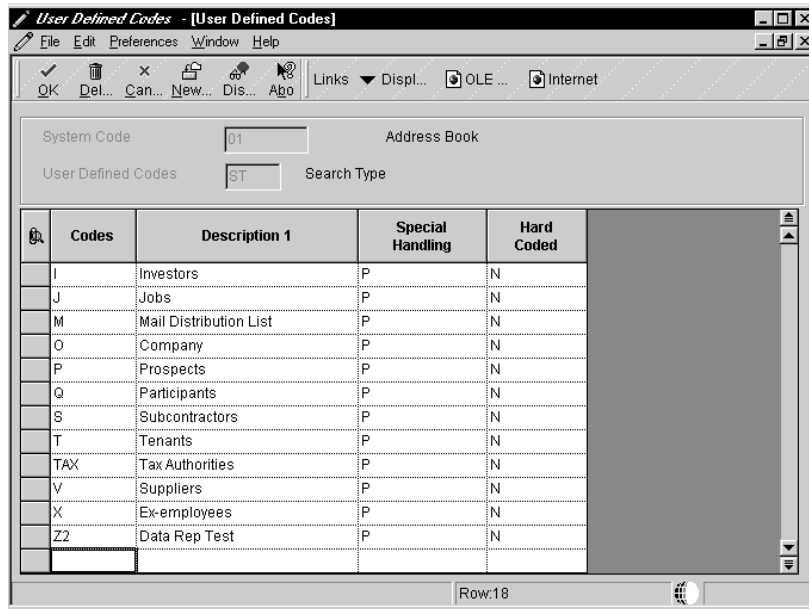 User Defined Codes - [User Defined Codes]
File Edit Preferences Window Help
OK Del... Can... New... Dis... Abo Links Displ... OLE ... Internet
System Code 01 Address Book
User Defined Codes ST Search Type
Codes Description 1 Special Handling Hard Coded
I Investors P N
J Jobs P N
M Mail Distribution List P N
O Company P N
P Prospects P N
Q Participants P N
S Subcontractors P N
T Tenants P N
TAX Tax Authorities P N
V Suppliers P N
X Ex-employees P N
Z2 Data Rep Test P N
Row:18